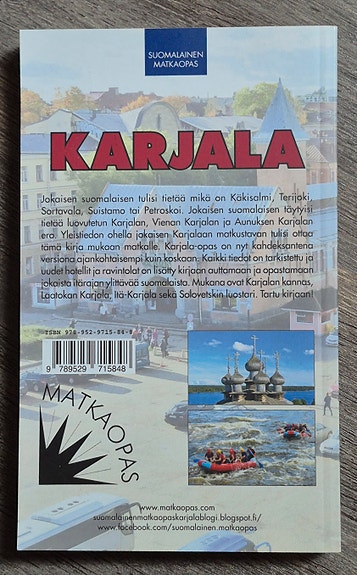 SUOMALAINEN
MATKAOPAS
KARJALA
Jokaisen suomalaisen tulisi tietää mikä on Käkisalmi, Terijoki,
Sortavala, Suistamo tai Petroskoi. Jokaisen suomalaisen täytyisi
tietää luovutetun Karjalan, Vienan Karjalan ja Aunuksen Karjalan
ero. Yleistiedon ohella jokaisen Karjalaan matkustavan tulisi ottaa
tämä kirja mukaan matkalle. Karjala-opas on nyt kahdeksantena
versiona ajankohtaisempi kuin koskaan. Kaikki tiedot on tarkistettu ja
uudet hotellit ja ravintolat on lisätty kirjaan auttamaan ja opastamaan
jokaista itärajan ylittävää suomalaista. Mukana ovat Karjalan kannas,
Laatokan Karjala, Itä-Karjala sekä Solovetskin luostari. Tartu kirjaan!
ISBN 978-952-9715-84-8
9 789529 715848
MATKAOPAS
www.matkaopas.com
suomalainenmatkaopaskarjalablogi.blogspot.fi/
www.facebook.com/suomalainen.matkaopas